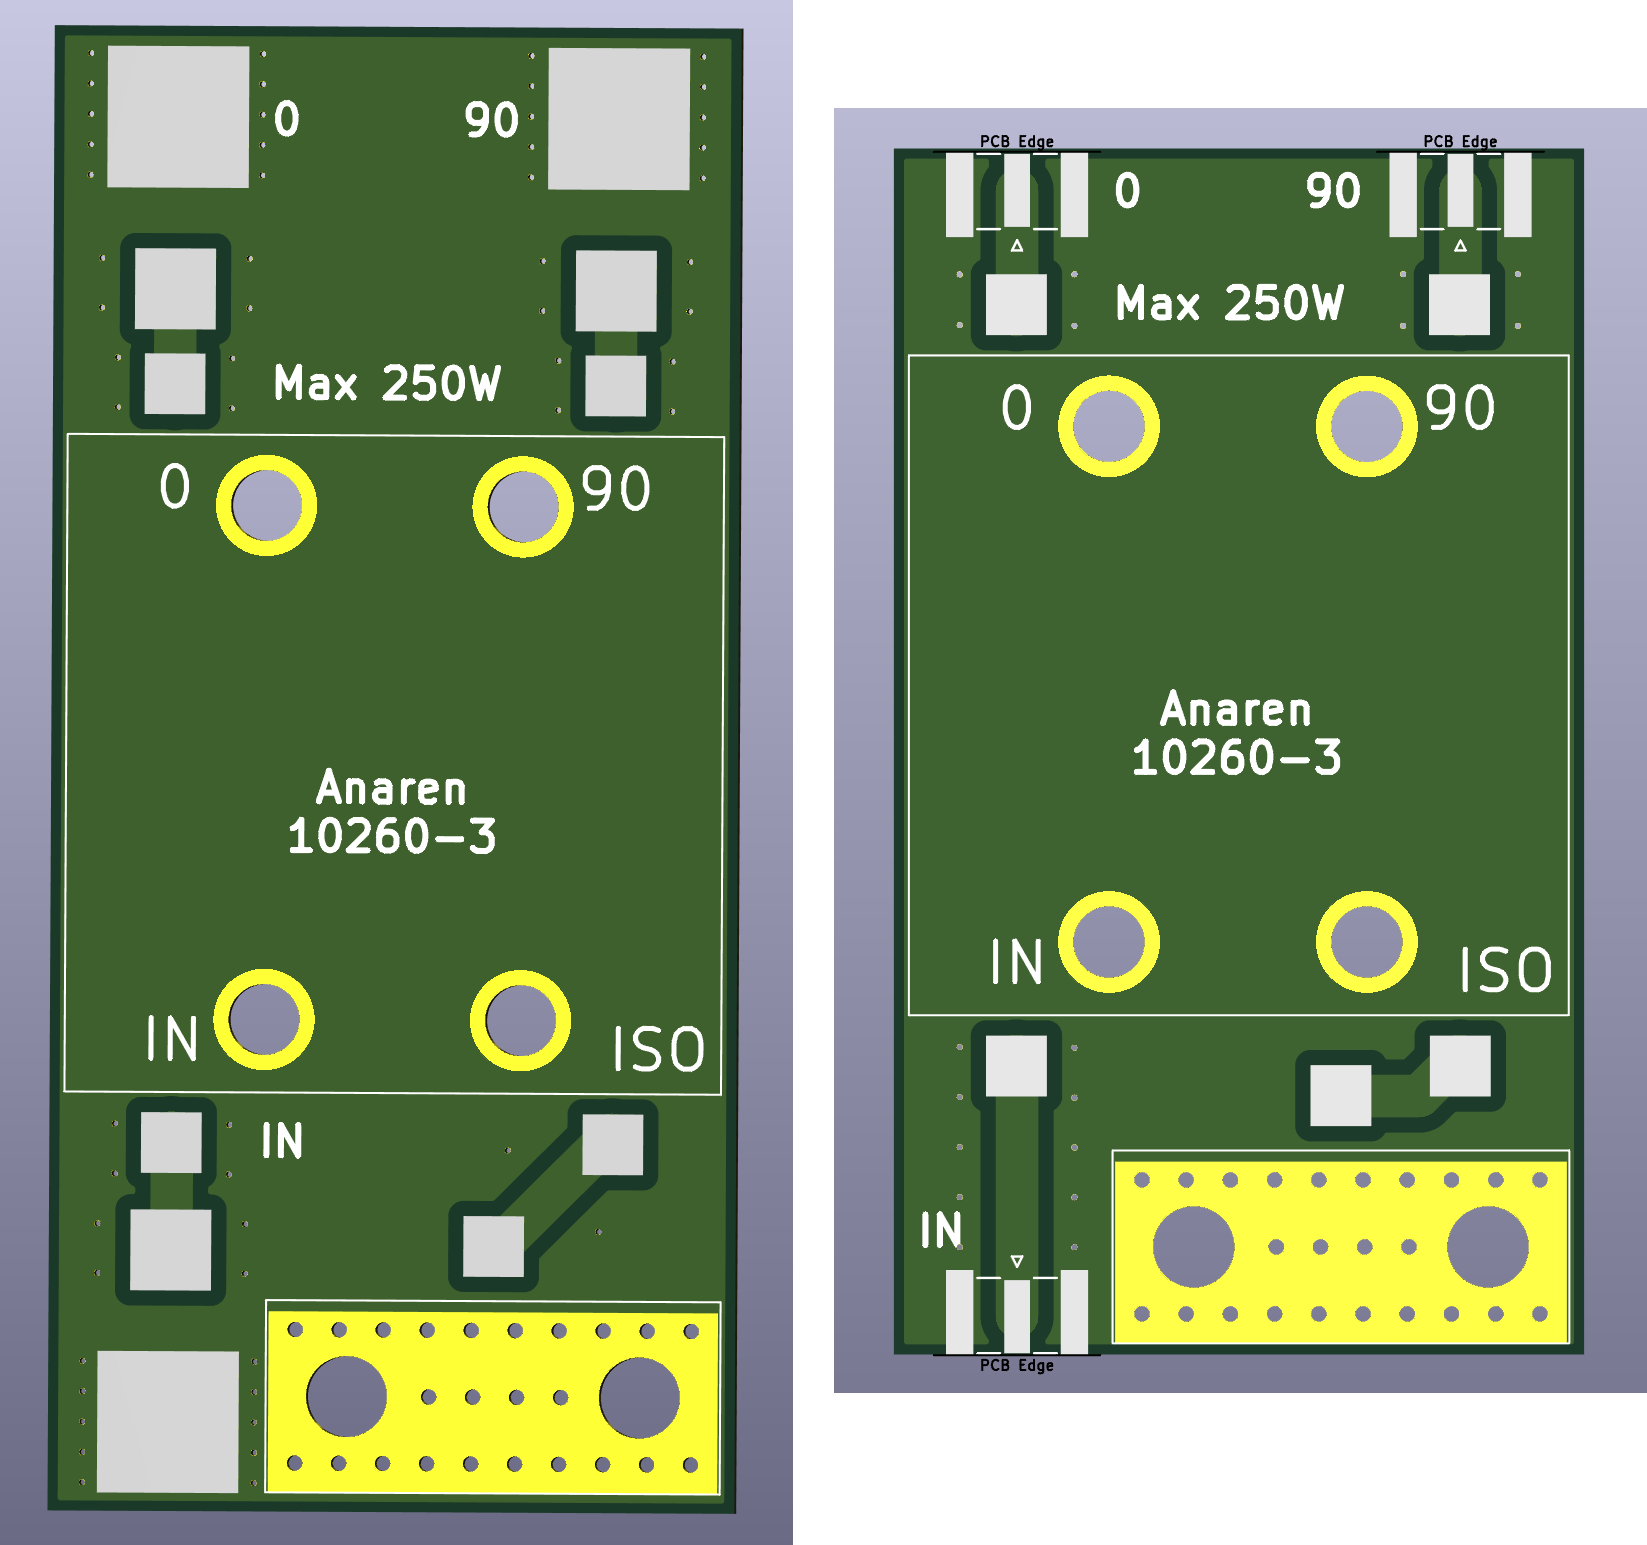 0 90
Max 250W
0 90
Anaren
10260-3
IN ISO
IN
PCB Edge PCB Edge
0 90
Max 250W
0 90
Anaren
10260-3
IN ISO
IN
PCB Edge